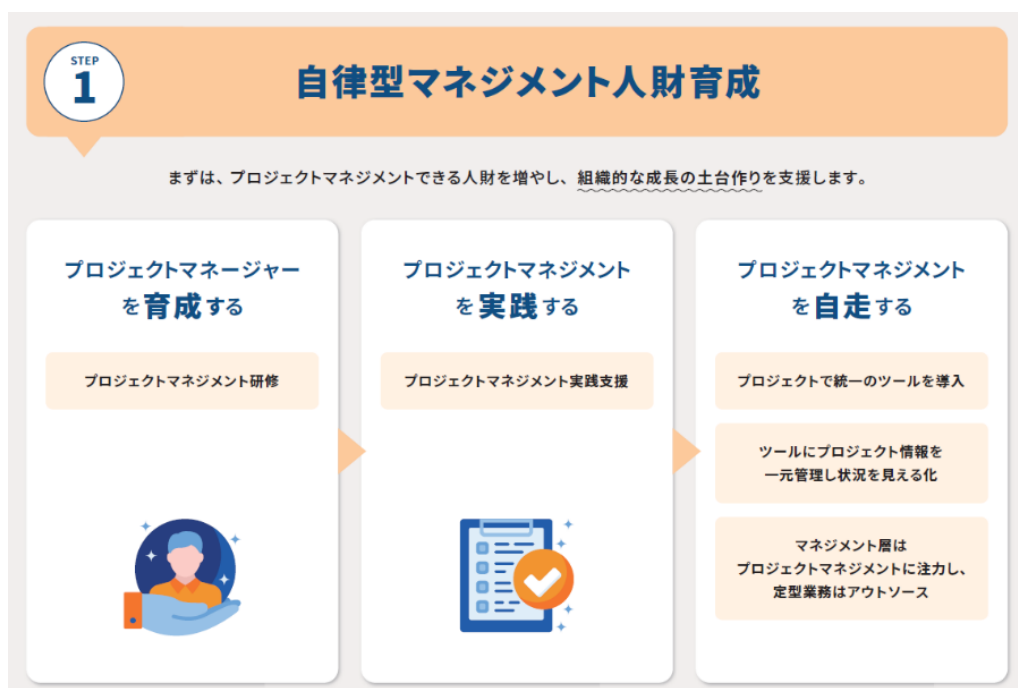 STEP
1
自律型マネジメント人財育成
まずは、プロジェクトマネジメントできる人財を増やし、組織的な成長の土台作りを支援します。
プロジェクトマネージャー
を育成する
プロジェクトマネジメント研修
プロジェクトマネジメント
を実践する
プロジェクトマネジメント実践支援
プロジェクトマネジメント
を自走する
プロジェクトで統一のツールを導入
ツールにプロジェクト情報を
一元管理し状況を見える化
マネジメント層は
プロジェクトマネジメントに注力し、
定型業務はアウトソース